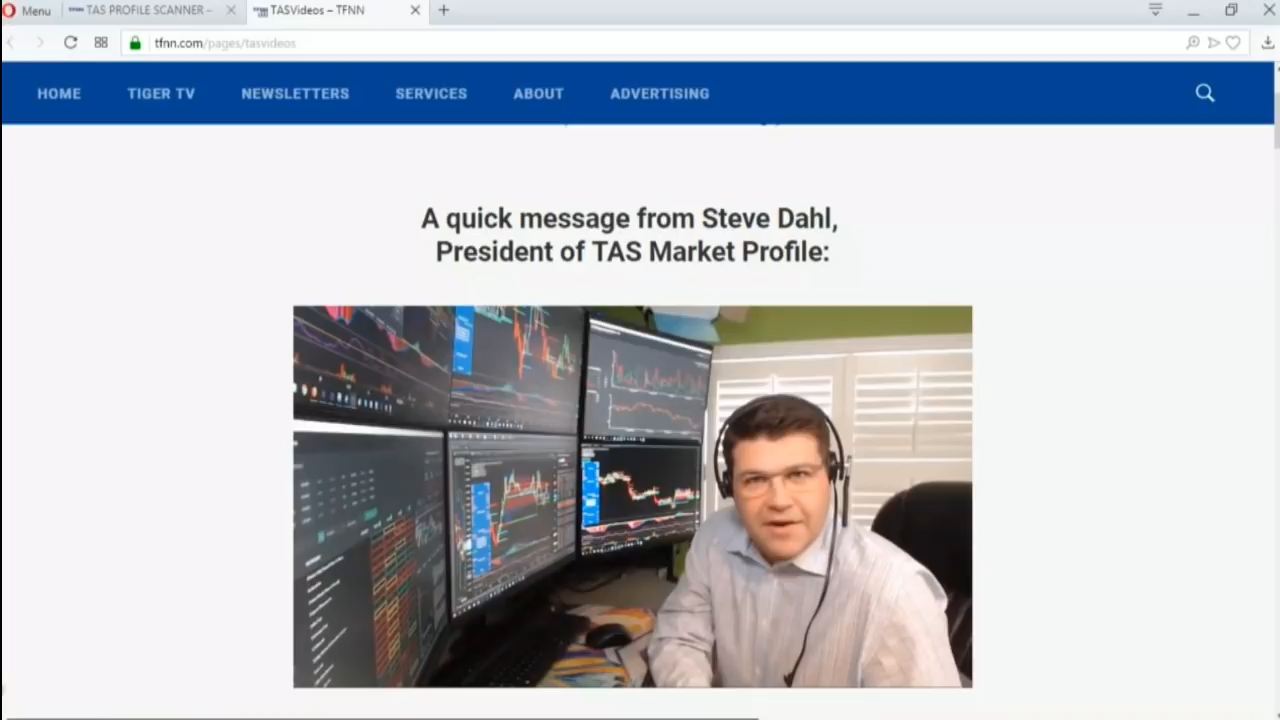 Menu
TAS PROFILE SCANNER –
TASVideos – TFNN
tfnn.com/pages/tasvideos
HOME
TIGER TV
NEWSLETTERS
SERVICES
ABOUT
ADVERTISING
A quick message from Steve Dahl,
President of TAS Market Profile: